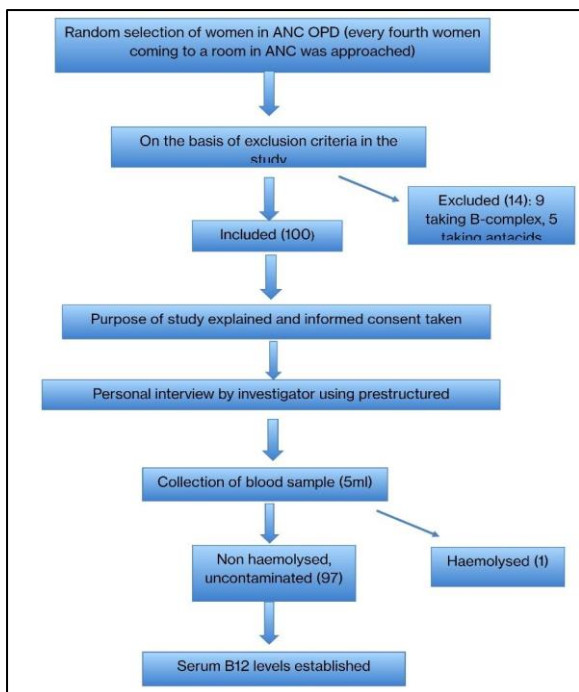 Random selection of women in ANC OPD (every fourth women
coming to a room in ANC was approached)
On the basis of exclusion criteria in the
study
Excluded (14): 9
taking B-complex, 5
taking antacids
Included (100)
Purpose of study explained and informed consent taken
Personal interview by investigator using prestructured
Collection of blood sample (5ml)
Non haemolysed,
uncontaminated (97)
Haemolysed (1)
Serum B12 levels established